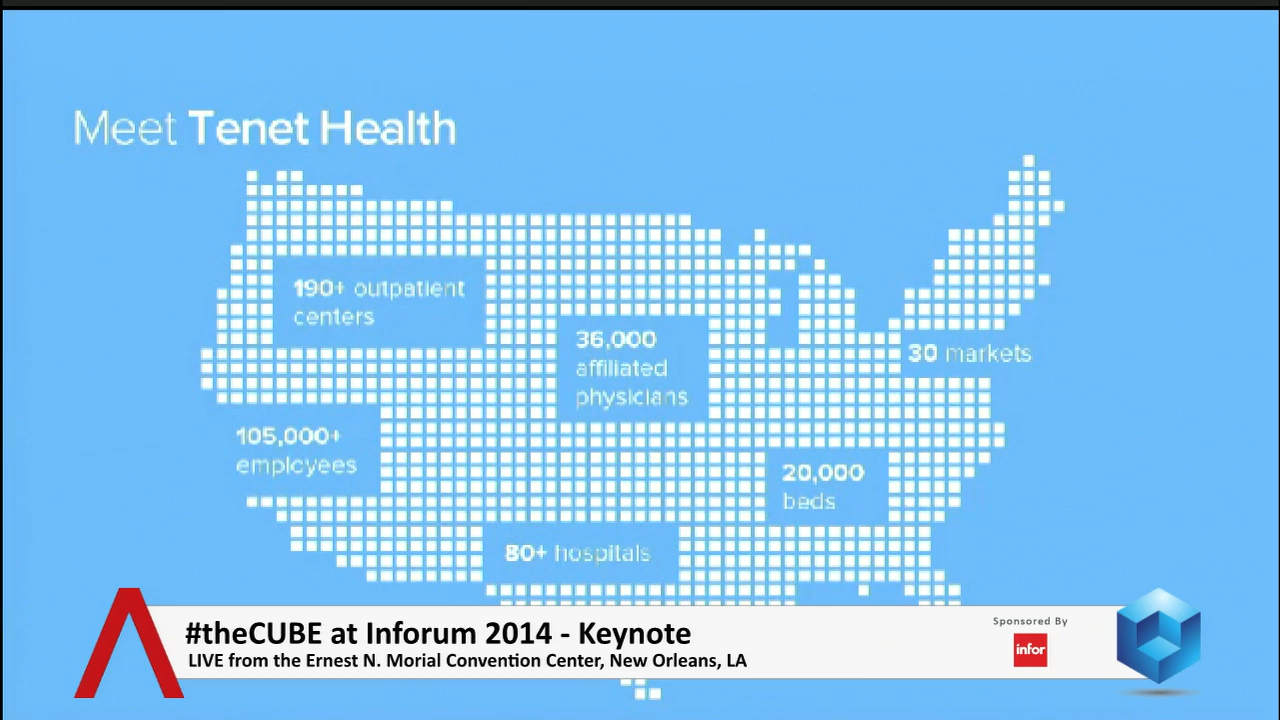 Meet Tenet Health
190+ outpatient
centers
36,000
affiliated
physicians
30 markets
105,000+
employees
20,000
beds
80+ hospitals
#theCUBE at Inforum 2014 - Keynote
LIVE from the Ernest N. Morial Convention Center, New Orleans, LA
Sponsored By
infor